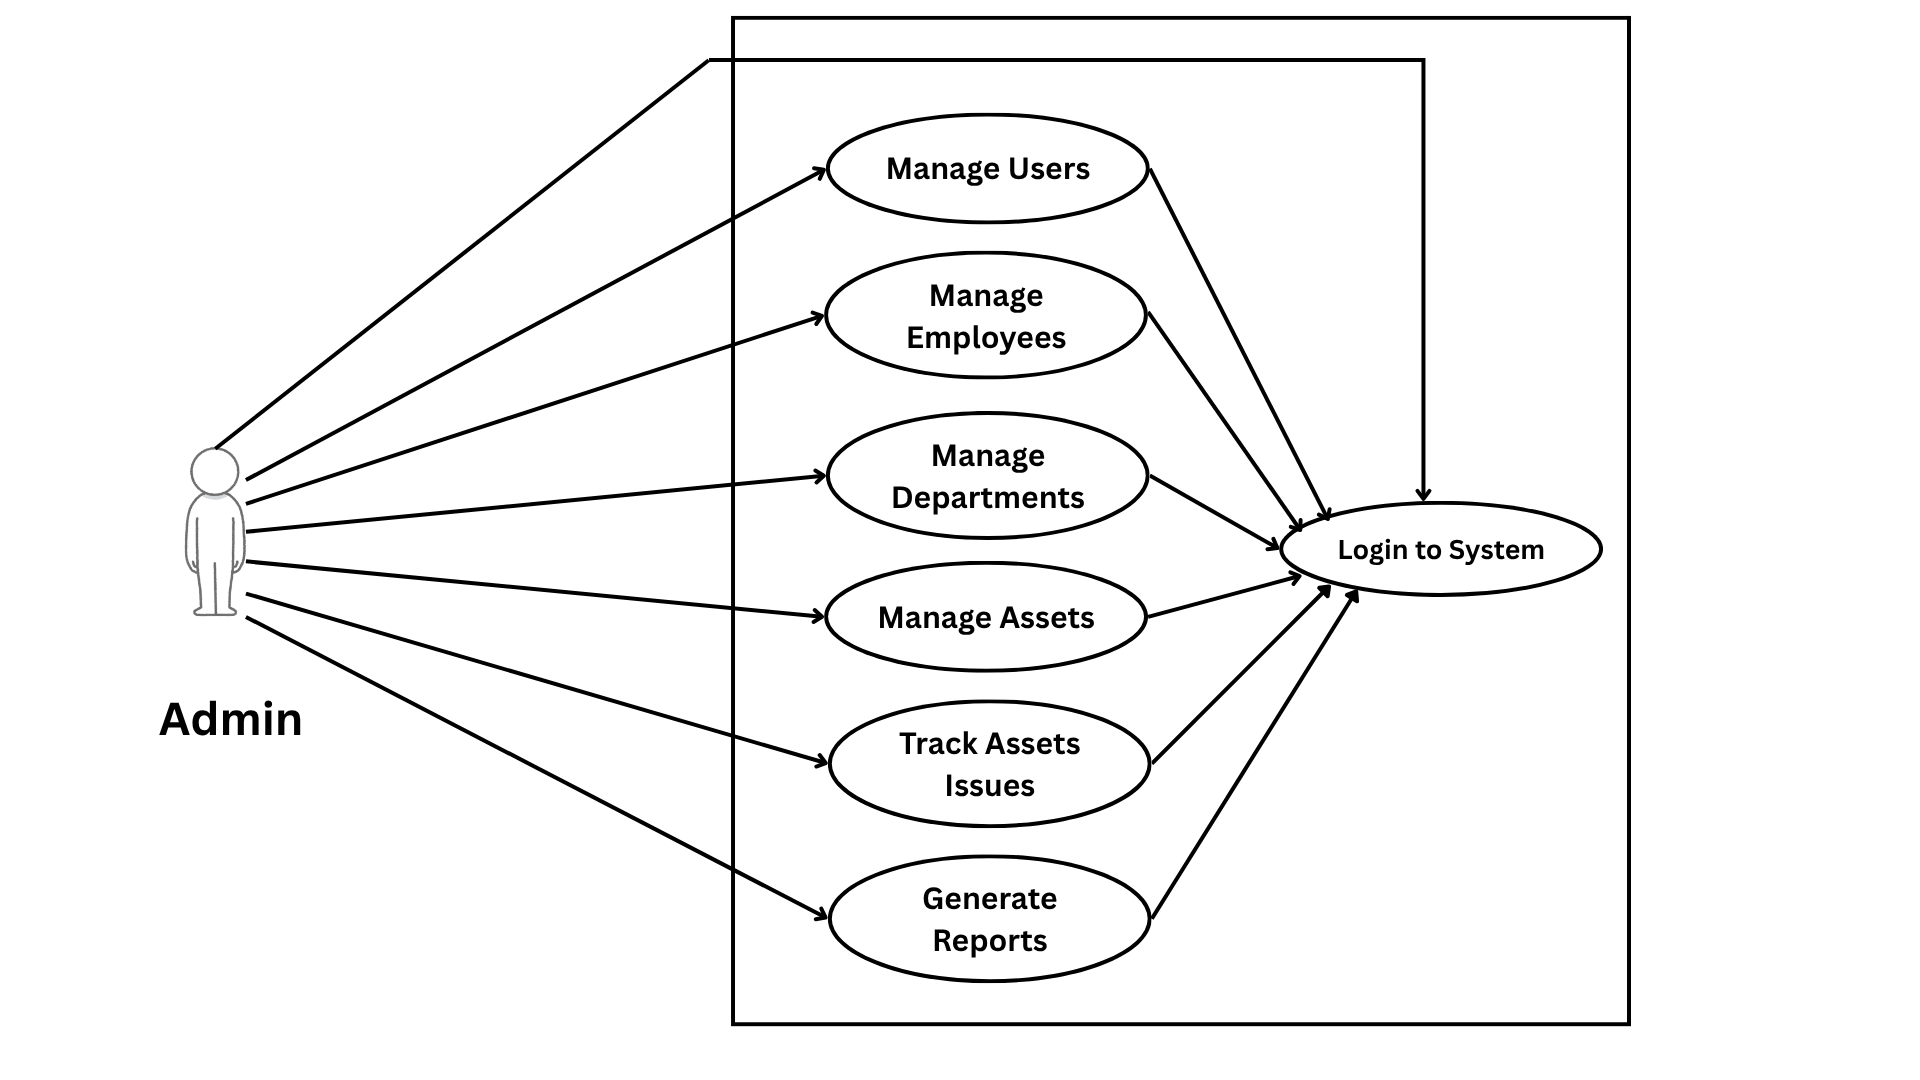 Manage Users
Manage
Employees
Manage
Departments
Login to System
Manage Assets
Admin
Track Assets
Issues
Generate
Reports